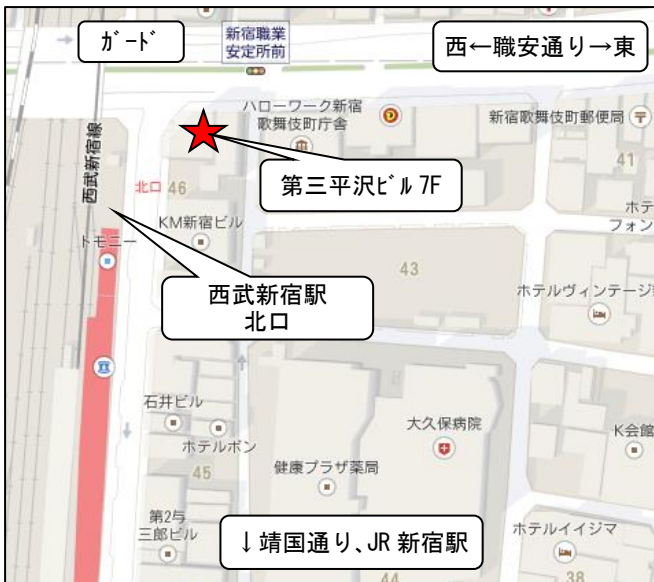 ｶﾞｰﾄﾞ
新宿職業
安定所前
西←職安通り→東
ハローワーク新宿
歌舞伎町庁舎
新宿歌舞伎町郵便局
41
第三平沢ﾋﾞﾙ 7F
北口 46
西武新宿線
KM新宿ビル
ホテ
フォン
トモニー
43
西武新宿駅
北口
ホテルヴィンテージ
石井ビル
ホテルボン
大久保病院
K会館
45
健康プラザ薬局
第2与
三郎ビル
↓靖国通り、JR 新宿駅
ホテルイイジマ
44
38